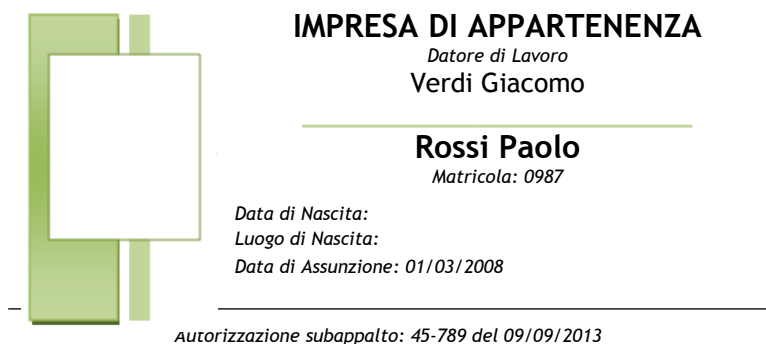 IMPRESA DI APPARTENENZA
Datore di Lavoro
Verdi Giacomo
Rossi Paolo
Matricola: 0987
Data di Nascita:
Luogo di Nascita:
Data di Assunzione: 01/03/2008
Autorizzazione subappalto: 45-789 del 09/09/2013